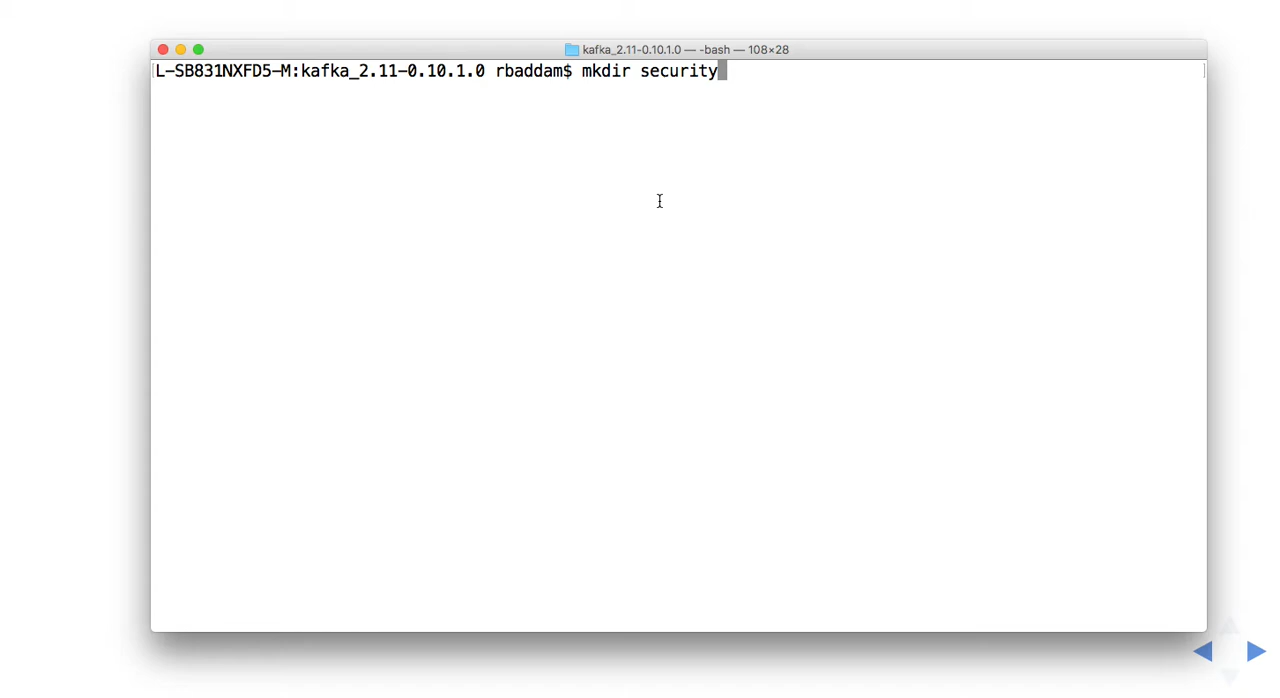 kafka_2.11-0.10.1.0 — -bash — 108×28
L-SB831NXFD5-M:kafka_2.11-0.10.1.0 rbaddam$ mkdir security